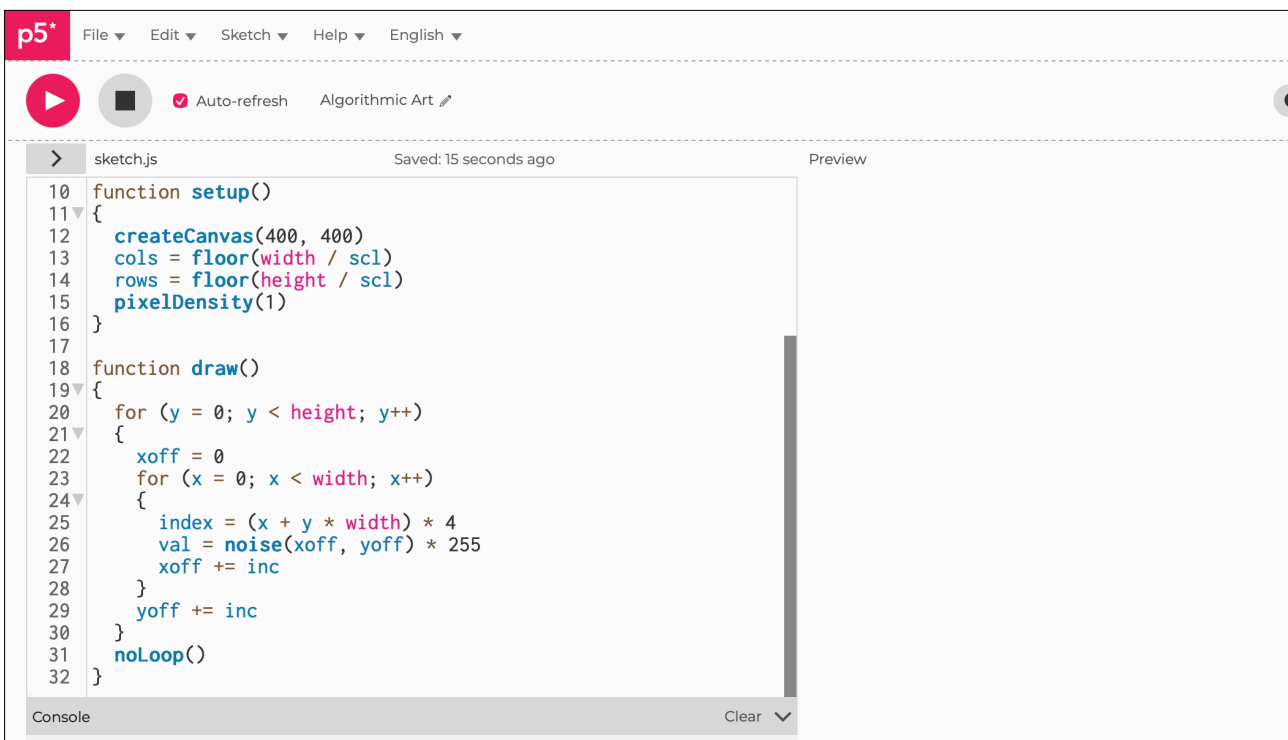 p5* File Edit Sketch Help English
Auto-refresh Algorithmic Art
sketch.js Saved: 15 seconds ago Preview
10 function setup()
11 {
12 createCanvas(400, 400)
13 cols = floor(width / scl)
14 rows = floor(height / scl)
15 pixelDensity(1)
16 }
17
18 function draw()
19 {
20 for (y = 0; y < height; y++)
21 {
22 xoff = 0
23 for (x = 0; x < width; x++)
24 {
25 index = (x + y * width) * 4
26 val = noise(xoff, yoff) * 255
27 xoff += inc
28 }
29 yoff += inc
30 }
31 noLoop()
32 }
Console Clear